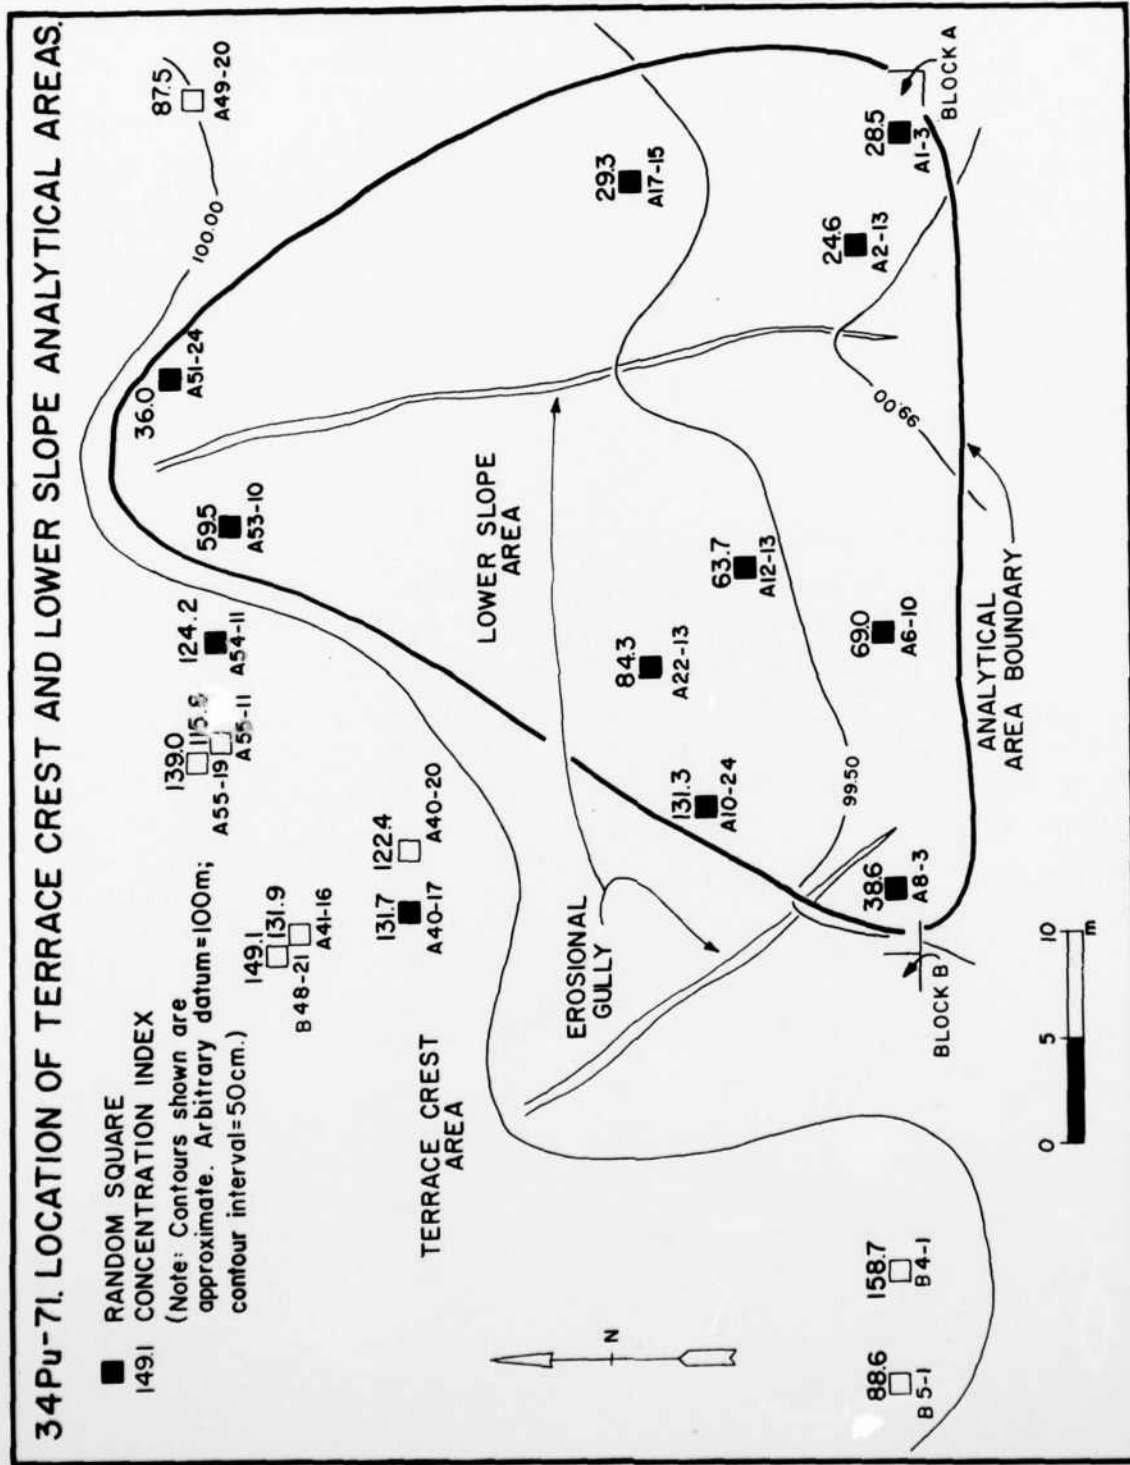 34Pu-71. LOCATION OF TERRACE CREST AND LOWER SLOPE ANALYTICAL AREAS.
RANDOM SQUARE
149.1 CONCENTRATION INDEX
(Note: Contours shown are
approximate. Arbitrary datum=100m;
contour interval=50cm.)
87.5
A49-20
100.00
36.0
A51-24
59.5
A53-10
124.2
A54-11
139.0
115.8
A55-19
A55-11
149.1
131.9
B48-21
A41-16
131.7
A40-17
122.4
A40-20
TERRACE CREST
AREA
LOWER SLOPE
AREA
EROSIONAL
GULLY
29.3
A17-15
84.3
A22-13
63.7
A12-13
131.3
A10-24
99.50
24.6
A2-13
28.5
A1-3
BLOCK A
99.00
69.0
A6-10
38.6
A8-3
BLOCK B
ANALYTICAL
AREA BOUNDARY
N
88.6
B5-1
158.7
B4-1
0
5
10
m